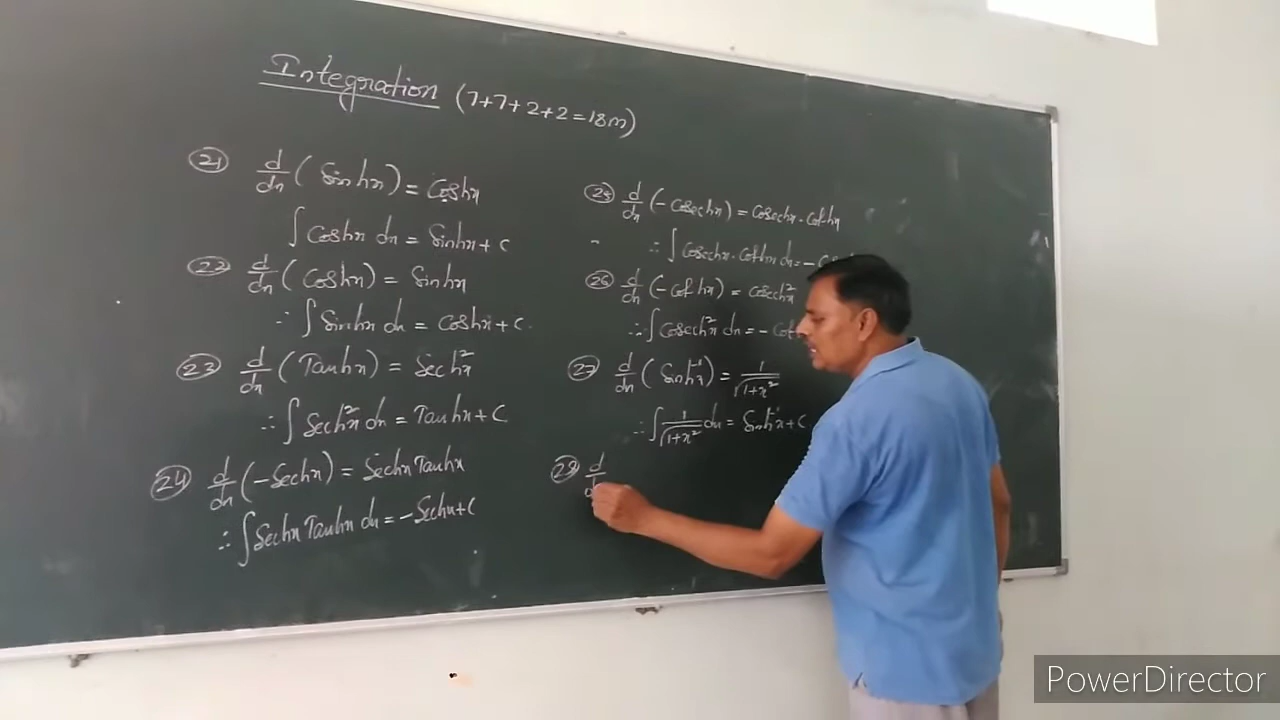 Integration (7+7+2+2=18m)
21 d/dx (Sinhx) = Coshx
∫ Coshx dx = Sinhx + C
22 d/dx (Coshx) = Sinhx
∴ ∫ Sinhx dx = Coshx + C.
23 d/dx (Tanhx) = Sech²x
∴ ∫ Sech²x dx = Tanhx + C
24 d/dx (-Sechx) = Sechx Tanhx
∴ ∫ Sechx Tanhx dx = -Sechx + C
d/dx (-Cosechx) = Cosechx · Cothx
∴ ∫ Cosechx · Cothx dx = -
26 d/dx (-Cothx) = Cosech²x
∴ ∫ Cosech²x dx = - Cot
27 d/dx (Sinh⁻¹x) = 1/√1+x²
∴ ∫ 1/√1+x² dx = Sinh⁻¹x + C
28 d
PowerDirector